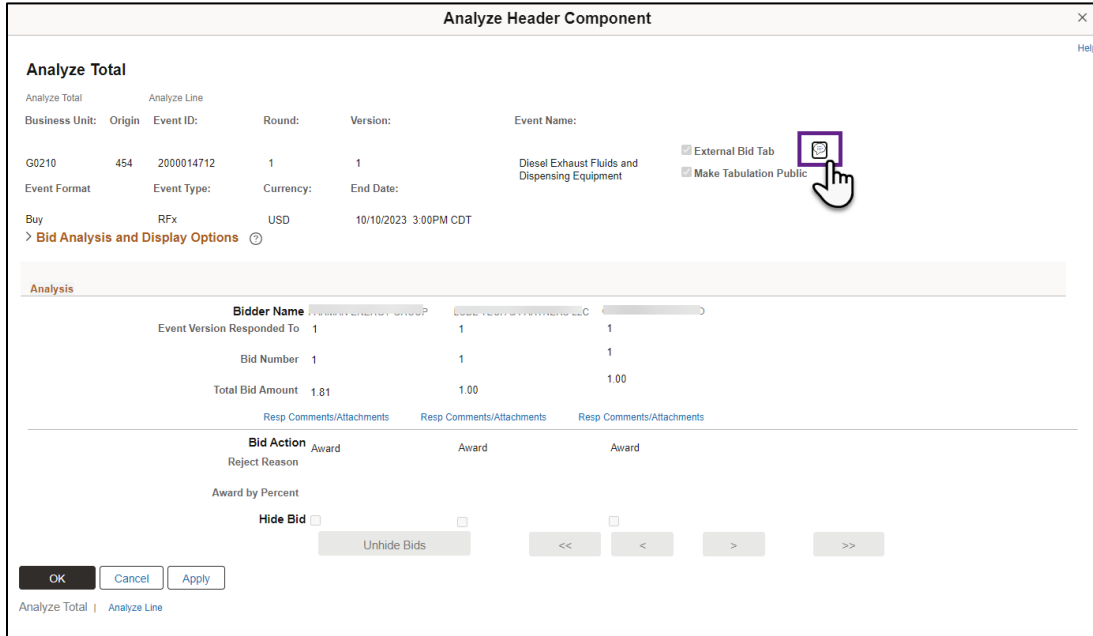 Analyze Header Component ×
Help
Analyze Total
Analyze Total Analyze Line
Business Unit: Origin Event ID: Round: Version: Event Name:
G0210 454 2000014712 1 1 Diesel Exhaust Fluids and
Dispensing Equipment
External Bid Tab
Make Tabulation Public
Event Format Event Type: Currency: End Date:
Buy RFx USD 10/10/2023 3:00PM CDT
> Bid Analysis and Display Options ?
Analysis
Bidder Name
Event Version Responded To 1 1 1
Bid Number 1 1 1
Total Bid Amount 1.81 1.00 1.00
Resp Comments/Attachments Resp Comments/Attachments Resp Comments/Attachments
Bid Action Award Award Award
Reject Reason
Award by Percent
Hide Bid
Unhide Bids << < > >>
OK Cancel Apply
Analyze Total | Analyze Line